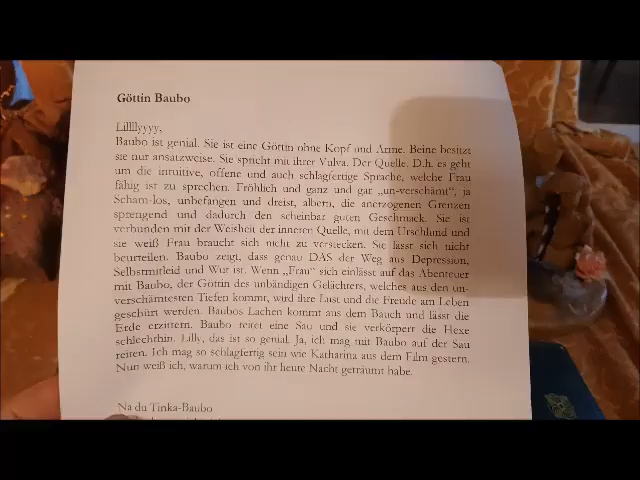 Göttin Baubo
Lillllyyyy,
Baubo ist genial. Sie ist eine Göttin ohne Kopf und Arme. Beine besitzt
sie nur ansatzweise. Sie spricht mit ihrer Vulva. Der Quelle. D.h. es geht
um die intuitive, offene und auch schlagfertige Sprache, welche Frau
fähig ist zu sprechen. Fröhlich und ganz und gar „un-verschämt“, ja
Scham-los, unbefangen und dreist, albern, die anerzogenen Grenzen
sprengend und dadurch den scheinbar guten Geschmack. Sie ist
verbunden mit der Weisheit der inneren Quelle, mit dem Urschlund und
sie weiß Frau braucht sich nicht zu verstecken. Sie lässt sich nicht
beurteilen. Baubo zeigt, dass genau DAS der Weg aus Depression,
Selbstmitleid und Wut ist. Wenn „Frau“ sich einlässt auf das Abenteuer
mit Baubo, der Göttin des unbändigen Gelächters, welches aus den un-
verschämtesten Tiefen kommt, wird ihre Lust und die Freude am Leben
geschürt werden. Baubos Lachen kommt aus dem Bauch und lässt die
Erde erzittern. Baubo reitet eine Sau und sie verkörpert die Hexe
schlechthin. Lilly, das ist so genial. Ja, ich mag mit Baubo auf der Sau
reiten. Ich mag so schlagfertig sein wie Katharina aus dem Film gestern.
Nun weiß ich, warum ich von ihr heute Nacht geträumt habe.
Na du Tinka-Baubo